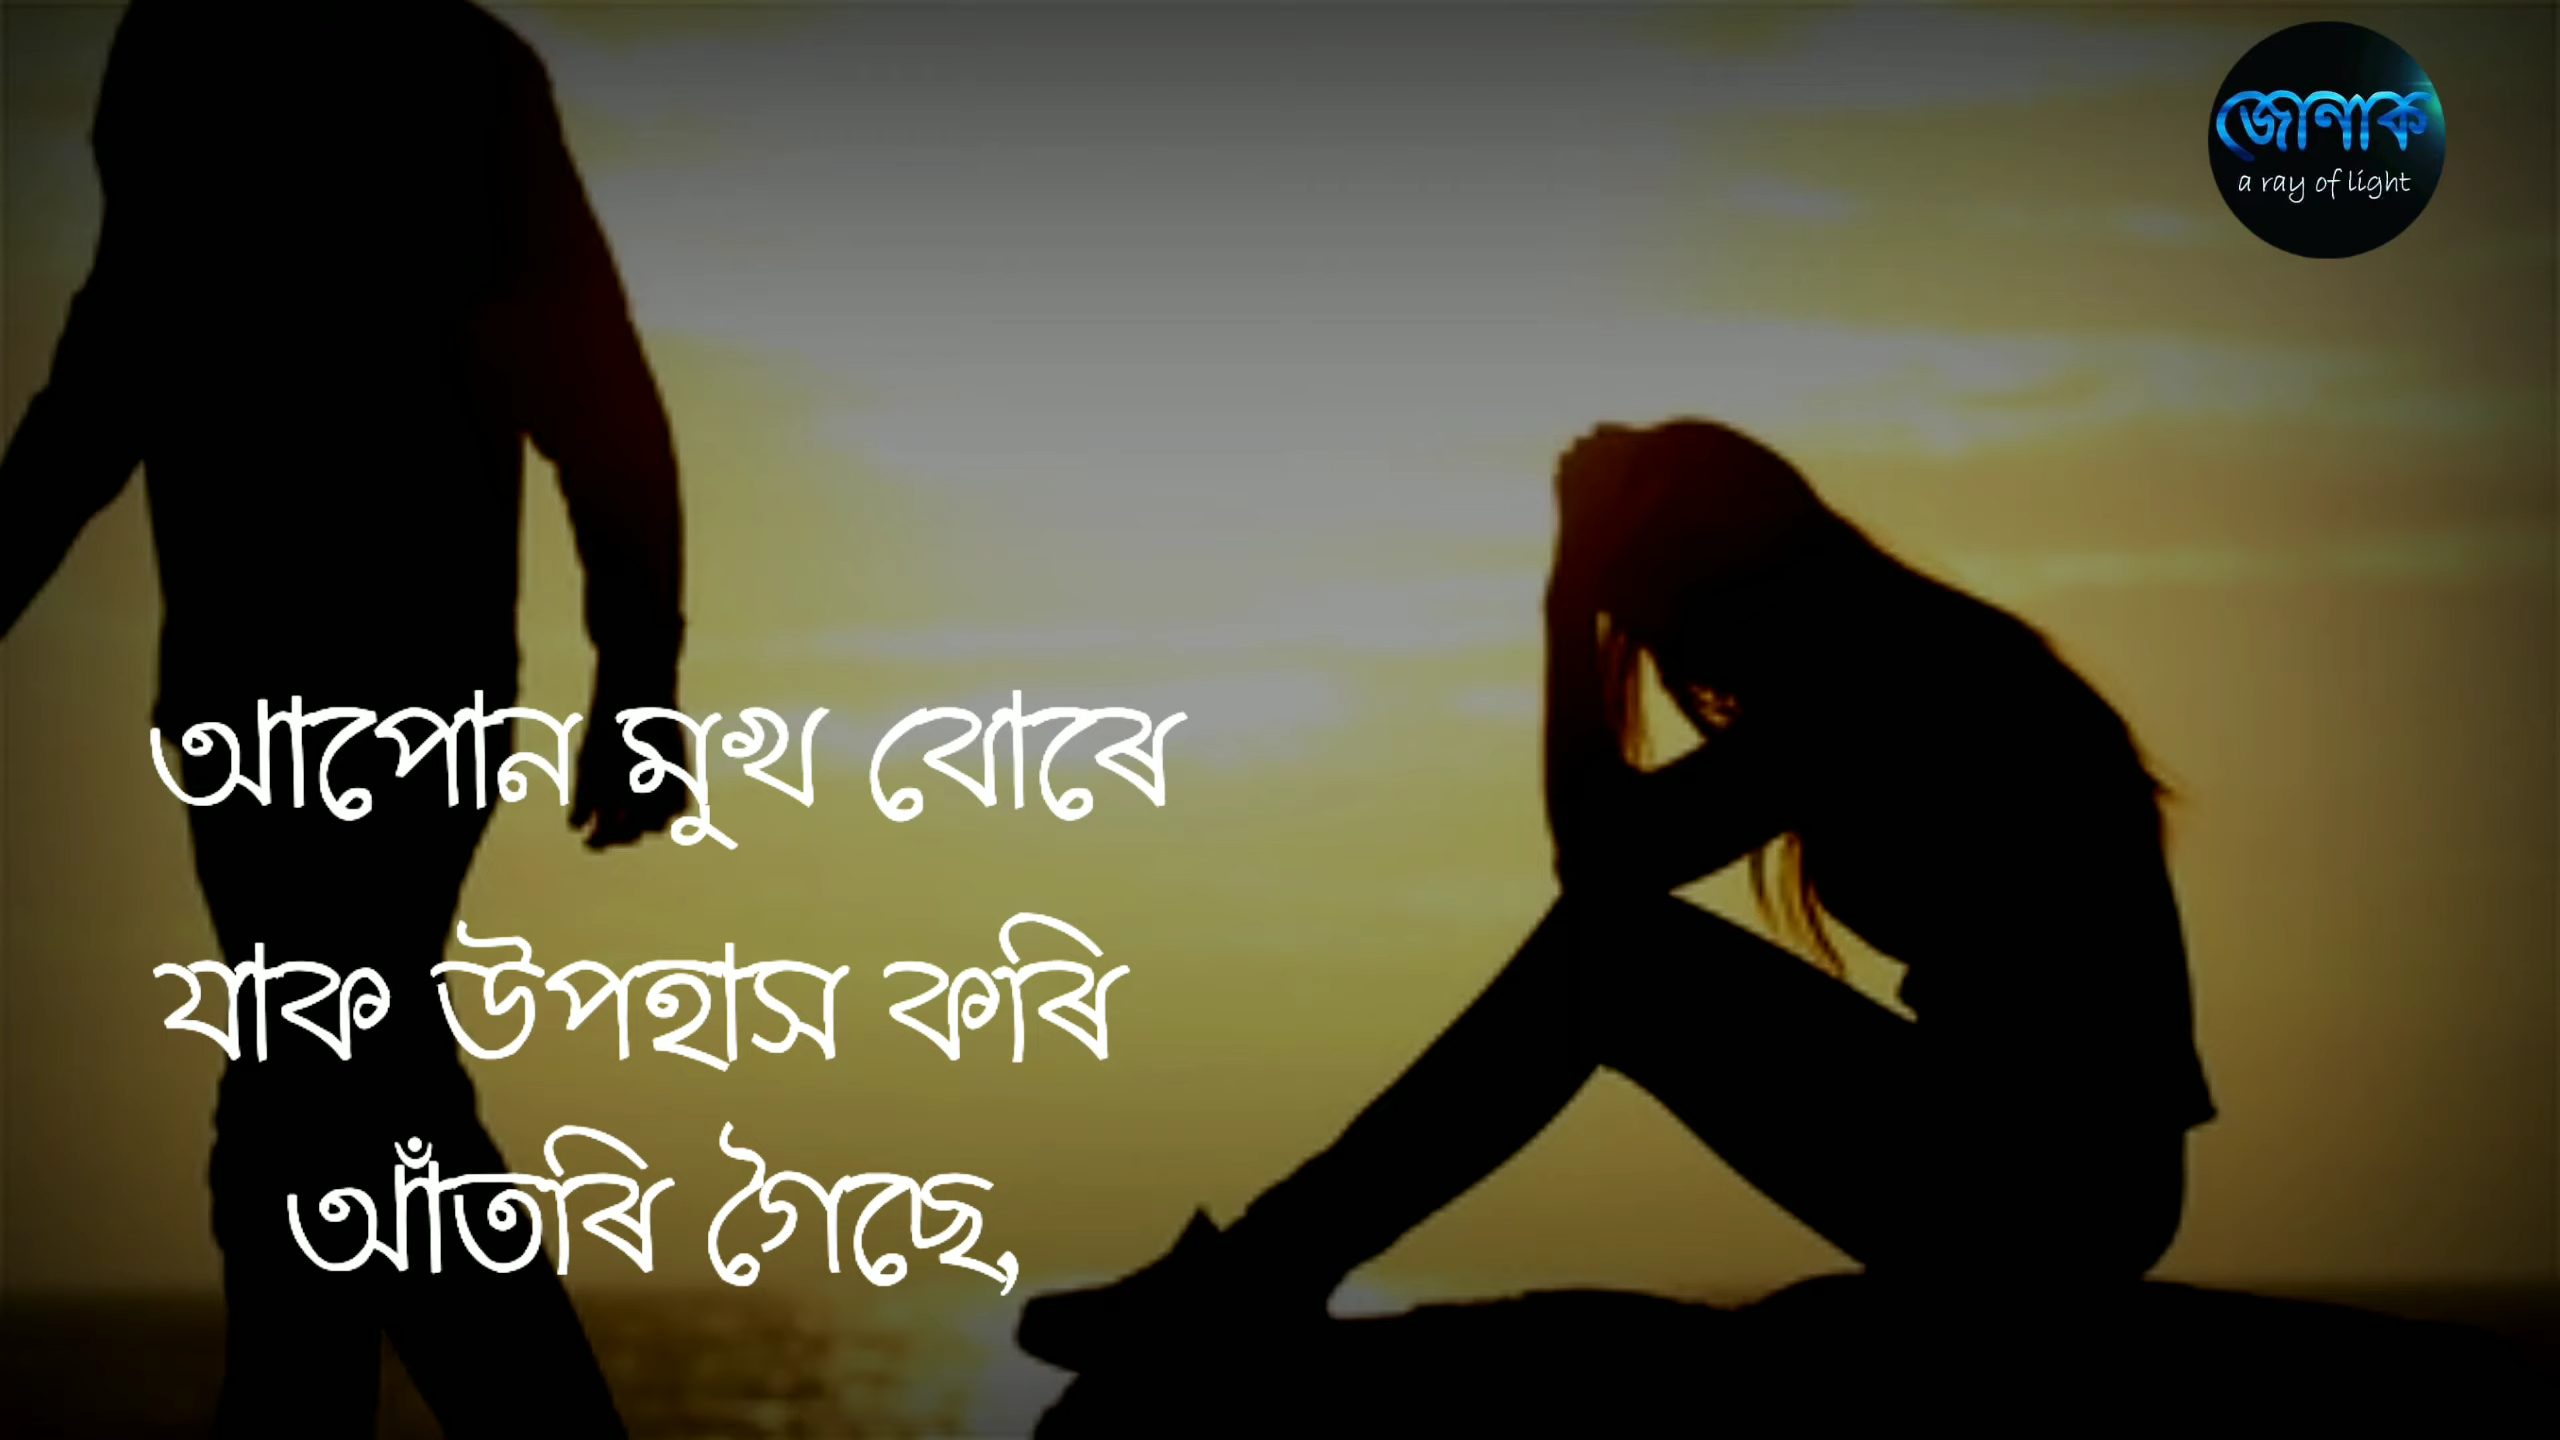 জোনাক
a ray of light
আপোন মুখ বোৰে
যাক উপহাস কৰি
আঁতৰি গৈছে,